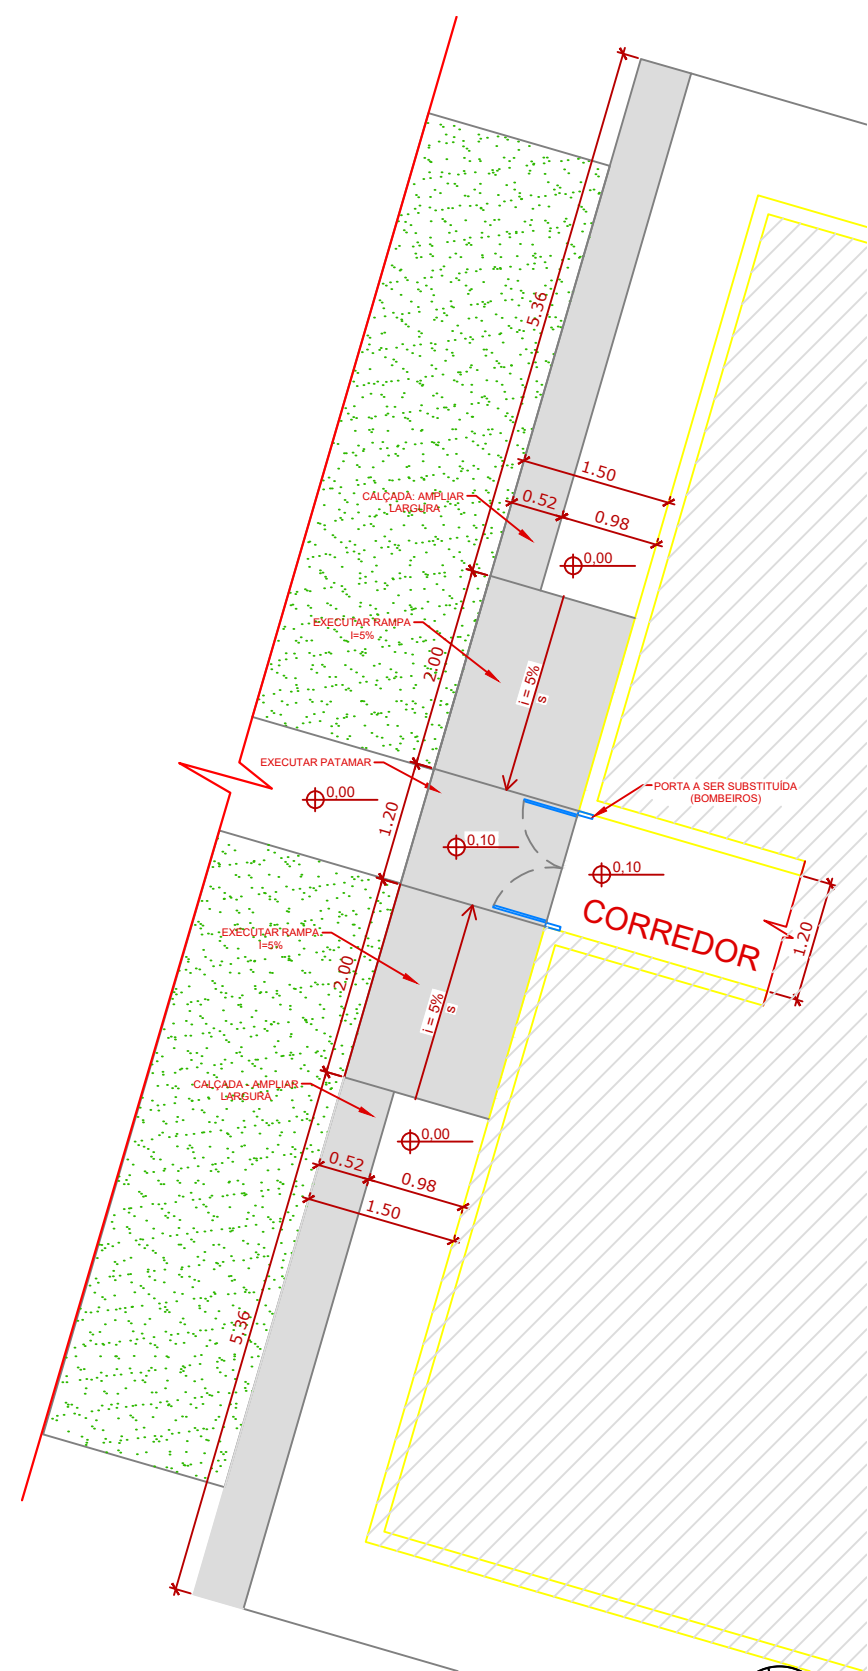 5.36
1.50
CALÇADA: AMPLIAR
LARGURA
0.52
0.98
0,00
EXECUTAR RAMPA
I=5%
2.00
i = 5%
s
EXECUTAR PATAMAR
0,00
PORTA A SER SUBSTITUÍDA
(BOMBEIROS)
1.20
0,10
0,10
CORREDOR
1.20
EXECUTAR RAMPA
I=5%
2.00
i = 5%
s
CALÇADA - AMPLIAR
LARGURA
0,00
0.52
0.98
1.50
5.36